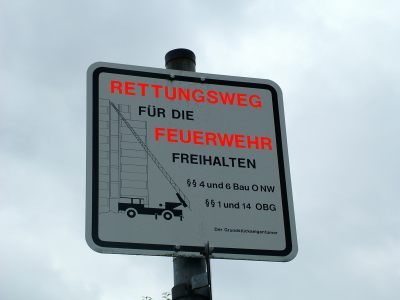 RETTUNGSWEG
FÜR DIE
FEUERWEHR
FREIHALTEN
§§ 4 und 6 Bau O NW
§§ 1 und 14 OBG
Der Grundstückseigentümer